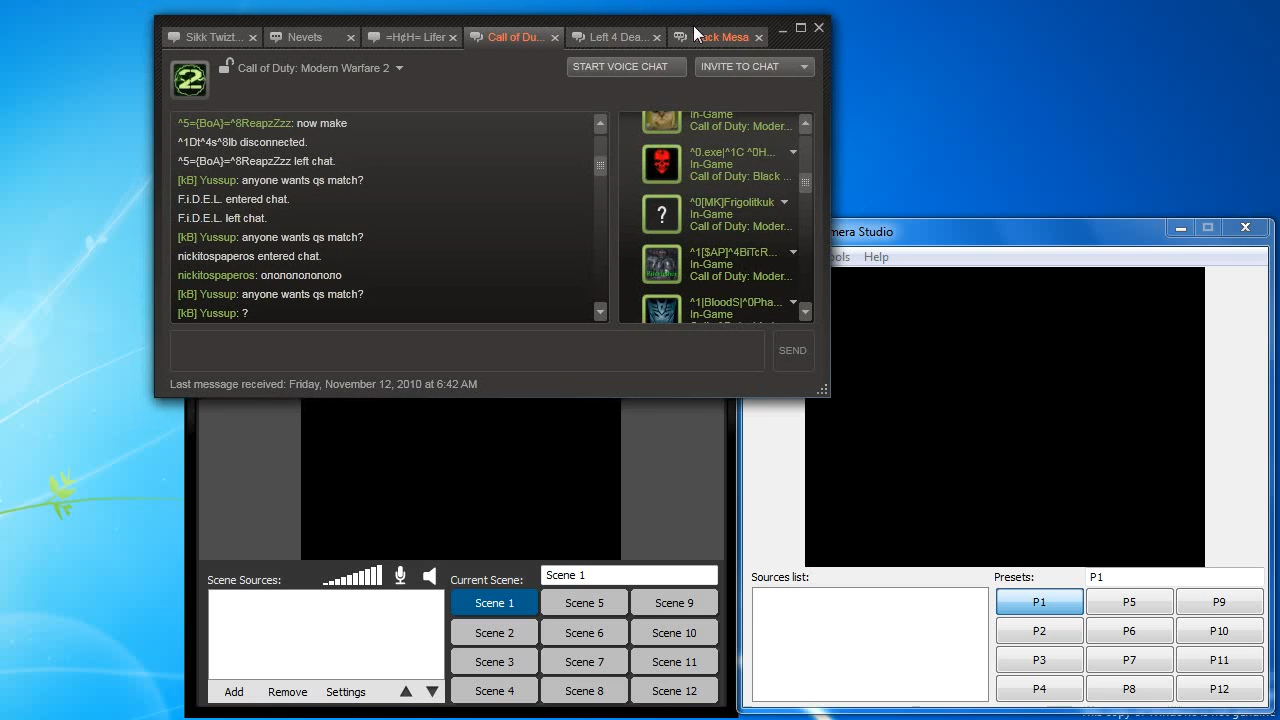 Sikk Twizt...
Nevets
=H¢H= Lifer
Call of Du...
Left 4 Dea...
ck Mesa
Call of Duty: Modern Warfare 2
START VOICE CHAT
INVITE TO CHAT
^5={BoA}=^8ReapzZzz: now make
^1Dt^4s^8lb disconnected.
^5={BoA}=^8ReapzZzz left chat.
[kB] Yussup: anyone wants qs match?
F.i.D.E.L. entered chat.
F.i.D.E.L. left chat.
[kB] Yussup: anyone wants qs match?
nickitospaperos entered chat.
nickitospaperos: ололололололо
[kB] Yussup: anyone wants qs match?
[kB] Yussup: ?
In-Game
Call of Duty: Moder...
^0.exe|^1C ^0H...
In-Game
Call of Duty: Black ...
^0[MK]Frigolitkuk
In-Game
Call of Duty: Moder...
^1[$AP]^4BiTcR...
In-Game
Call of Duty: Moder...
^1|BloodS|^0Pha...
In-Game
SEND
Last message received: Friday, November 12, 2010 at 6:42 AM
mera Studio
ools Help
Scene Sources:
Current Scene:
Scene 1
Scene 1 Scene 5 Scene 9
Scene 2 Scene 6 Scene 10
Scene 3 Scene 7 Scene 11
Scene 4 Scene 8 Scene 12
Add Remove Settings
Sources list:
Presets:
P1
P1 P5 P9
P2 P6 P10
P3 P7 P11
P4 P8 P12